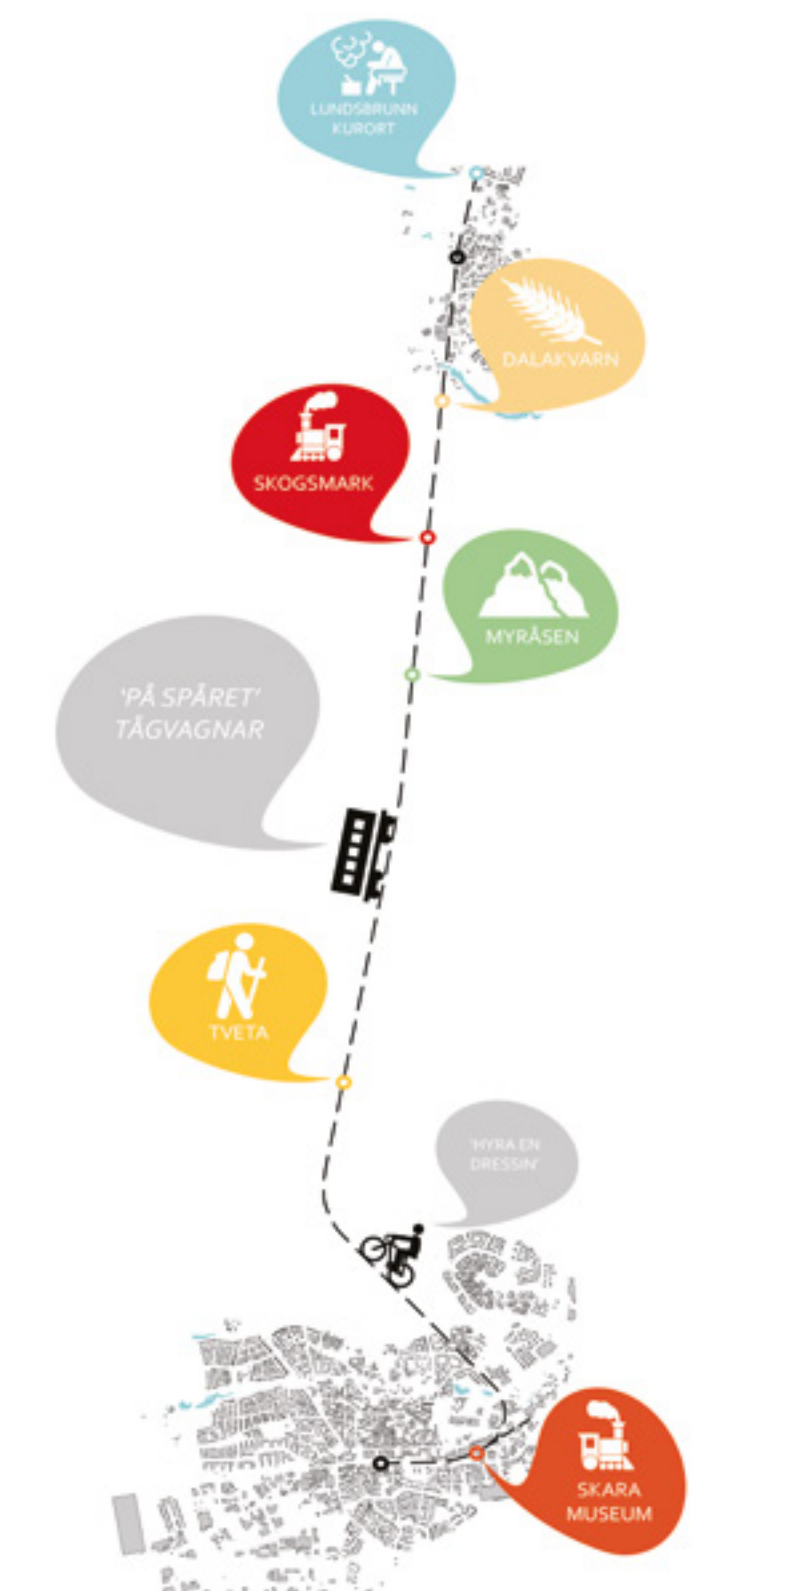 LUNDSBRUNN
KURORT
DALAKVARN
SKOGSMARK
MYRÅSEN
'PÅ SPÅRET'
TÅGVAGNAR
TVETA
'HYRA EN
DRESSIN'
SKARA
MUSEUM